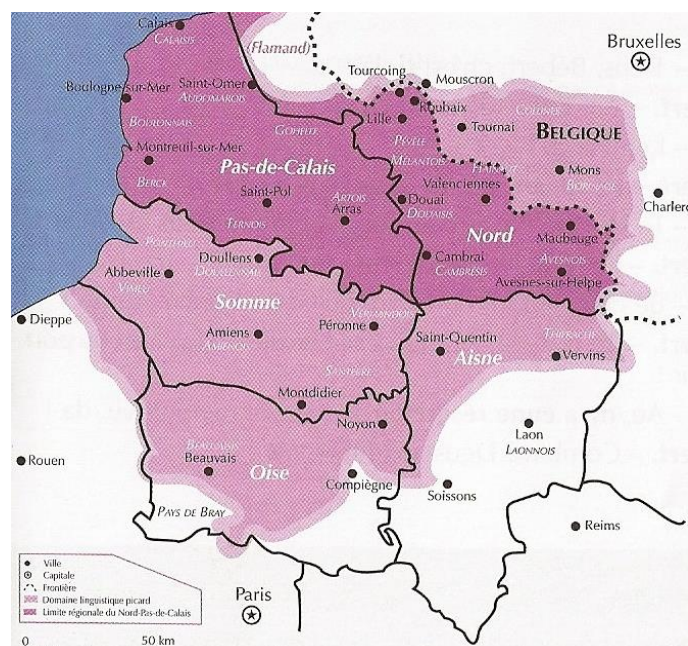 Calais
CALAISIS
(Flamand)
Bruxelles
Boulogne-sur-Mer
Saint-Omer
AUDOMAROIS
Tourcoing
Mouscron
Roubaix
BOULONNAIS
GOHELLE
Lille
Tournai
BELGIQUE
PÉVÈLE
MÉLANTOIS
Montreuil-sur-Mer
Pas-de-Calais
HAINAUT
Mons
BORINAGE
BERCK
Saint-Pol
ARTOIS
Arras
Douai
DOUAISIS
Valenciennes
Charlero
TERNOIS
Nord
Maubeuge
PONTHIEU
Doullens
DOULLENNAIS
Cambrai
CAMBRÉSIS
AVESNOIS
Avesnes-sur-Helpe
Abbeville
VIMEU
Somme
Dieppe
Amiens
AMIÉNOIS
Péronne
VERMANDOIS
Saint-Quentin
Aisne
THIÉRACHE
Vervins
SANTERRE
Montdidier
Noyon
Laon
LAONNOIS
BEAUVAISIS
Beauvais
Oise
Rouen
Compiègne
Soissons
PAYS DE BRAY
Reims
Ville
Capitale
Frontière
Domaine linguistique picard
Limite régionale du Nord-Pas-de-Calais
Paris
0 50 km